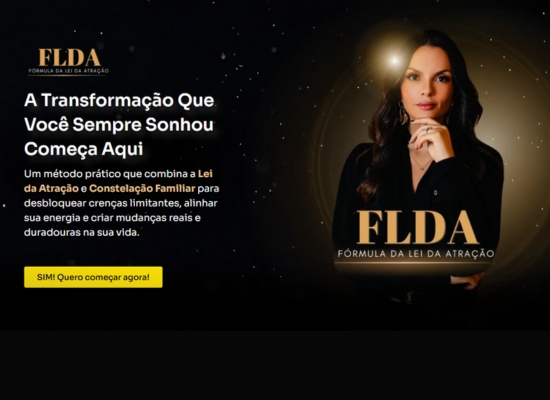 FLDA
FÓRMULA DA LEI DA ATRAÇÃO
A Transformação Que
Você Sempre Sonhou
Começa Aqui
Um método prático que combina a Lei
da Atração e Constelação Familiar para
desbloquear crenças limitantes, alinhar
sua energia e criar mudanças reais e
duradouras na sua vida.
SIM! Quero começar agora!
FLDA
FÓRMULA DA LEI DA ATRAÇÃO